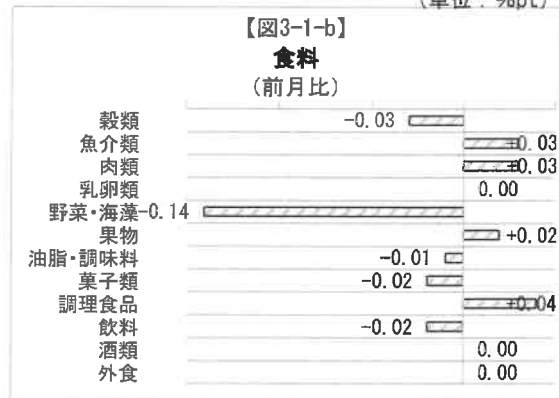 (単位：%pt)
【図3-1-b】
食料
(前月比)
穀類 -0.03
魚介類 +0.03
肉類 +0.03
乳卵類 0.00
野菜・海藻 -0.14
果物 +0.02
油脂・調味料 -0.01
菓子類 -0.02
調理食品 +0.04
飲料 -0.02
酒類 0.00
外食 0.00